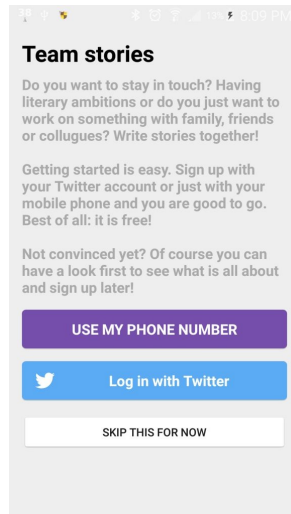 38 13% 8:09 PM
Team stories
Do you want to stay in touch? Having
literary ambitions or do you just want to
work on something with family, friends
or collugues? Write stories together!
Getting started is easy. Sign up with
your Twitter account or just with your
mobile phone and you are good to go.
Best of all: it is free!
Not convinced yet? Of course you can
have a look first to see what is all about
and sign up later!
USE MY PHONE NUMBER
Log in with Twitter
SKIP THIS FOR NOW